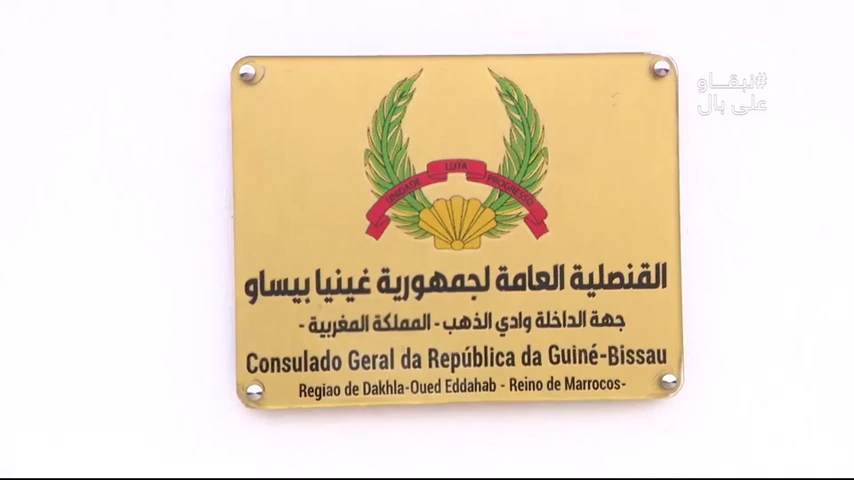 #نبقاو
على بال
UNIDADE LUTA PROGRESSO
القنصلية العامة لجمهورية غينيا بيساو
جهة الداخلة وادي الذهب - المملكة المغربية -
Consulado Geral da República da Guiné-Bissau
Regiao de Dakhla-Oued Eddahab - Reino de Marrocos-